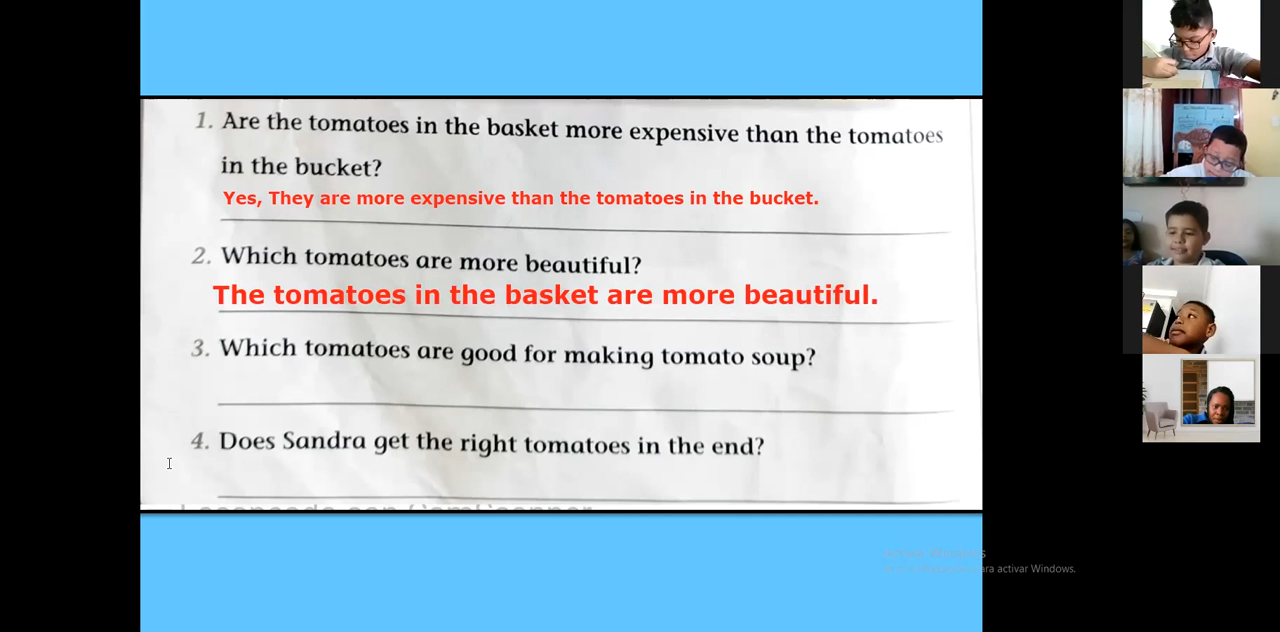 1. Are the tomatoes in the basket more expensive than the tomatoes
in the bucket?
Yes, They are more expensive than the tomatoes in the bucket.
2. Which tomatoes are more beautiful?
The tomatoes in the basket are more beautiful.
3. Which tomatoes are good for making tomato soup?
4. Does Sandra get the right tomatoes in the end?
para activar Windows.